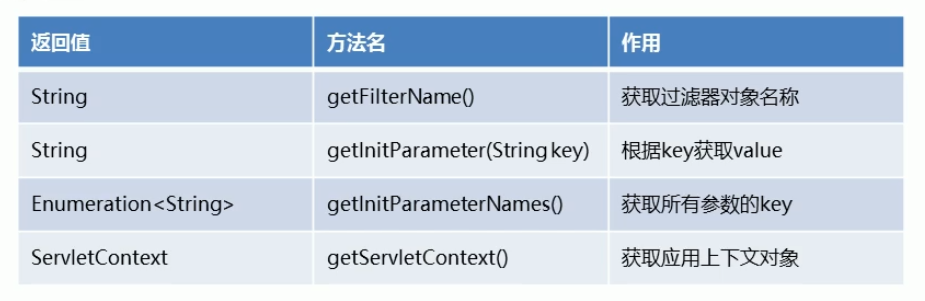 返回值 方法名 作用
String getFilterName() 获取过滤器对象名称
String getInitParameter(String key) 根据key获取value
Enumeration<String> getInitParameterNames() 获取所有参数的key
ServletContext getServletContext() 获取应用上下文对象